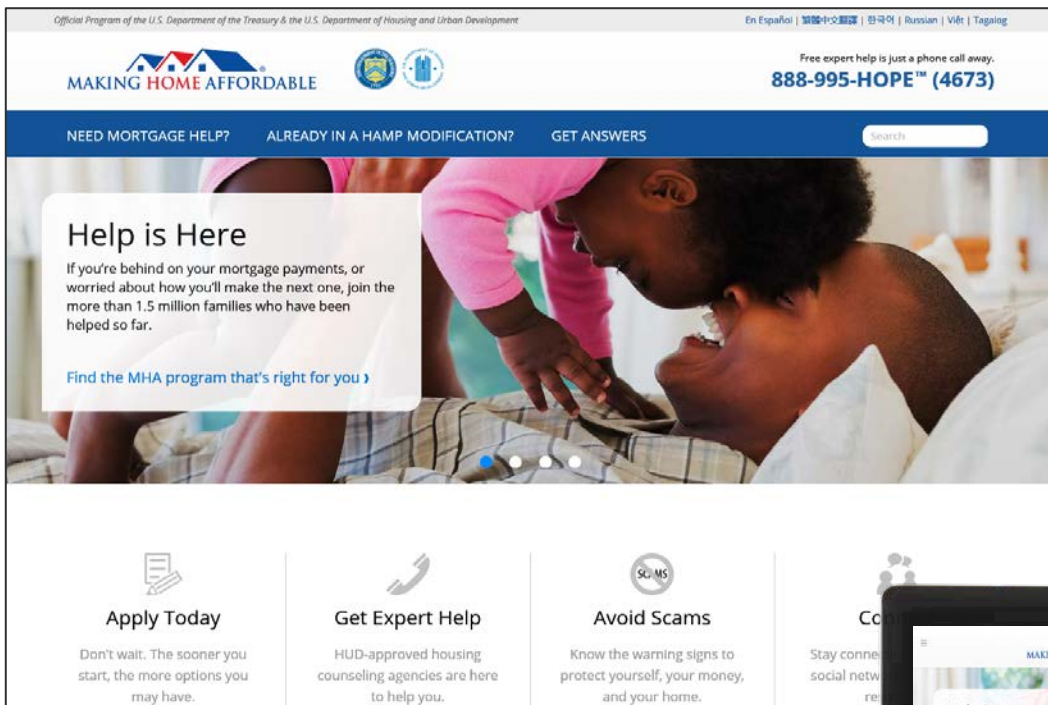 Official Program of the U.S. Department of the Treasury & the U.S. Department of Housing and Urban Development
En Español | 繁體中文翻譯 | 한국어 | Russian | Việt | Tagalog
MAKING HOME AFFORDABLE
Free expert help is just a phone call away.
888-995-HOPE™ (4673)
NEED MORTGAGE HELP? ALREADY IN A HAMP MODIFICATION? GET ANSWERS Search
Help is Here
If you're behind on your mortgage payments, or
worried about how you'll make the next one, join the
more than 1.5 million families who have been
helped so far.
Find the MHA program that's right for you ›
SCAMS
Apply Today
Don't wait. The sooner you
start, the more options you
may have.
Get Expert Help
HUD-approved housing
counseling agencies are here
to help you.
Avoid Scams
Know the warning signs to
protect yourself, your money,
and your home.
Stay
social